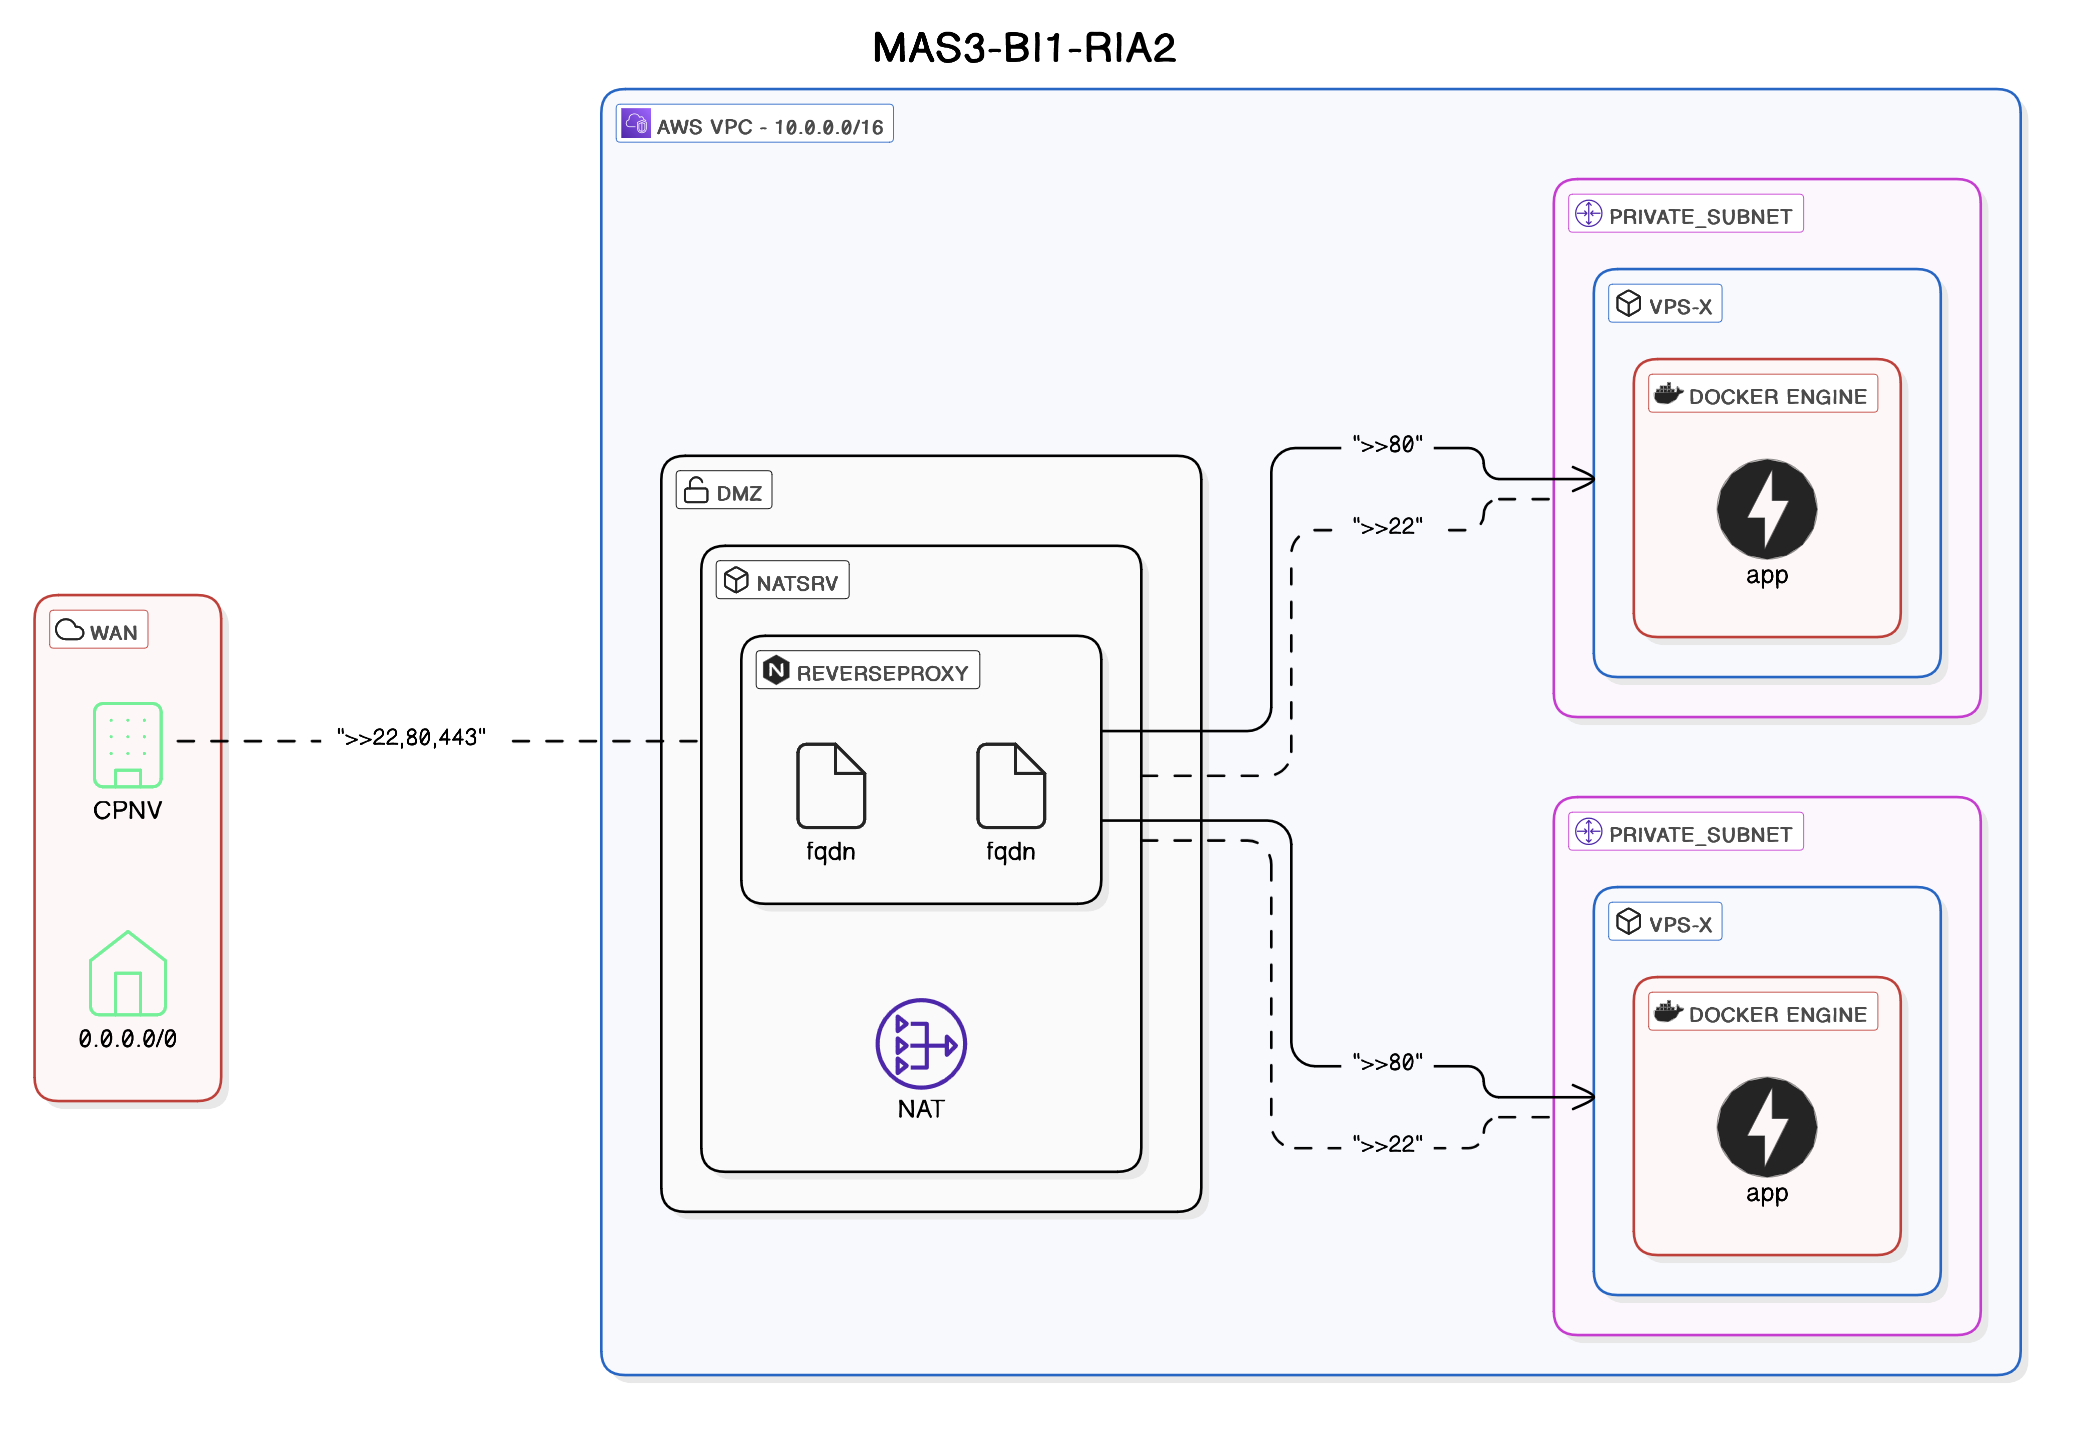 MAS3-BI1-RIA2
AWS VPC - 10.0.0.0/16
PRIVATE_SUBNET
VPS-X
DOCKER ENGINE
app
">>80"
">>22"
DMZ
NATSRV
REVERSEPROXY
fqdn
fqdn
NAT
WAN
CPNV
0.0.0.0/0
">>22,80,443"
PRIVATE_SUBNET
VPS-X
DOCKER ENGINE
app
">>80"
">>22"